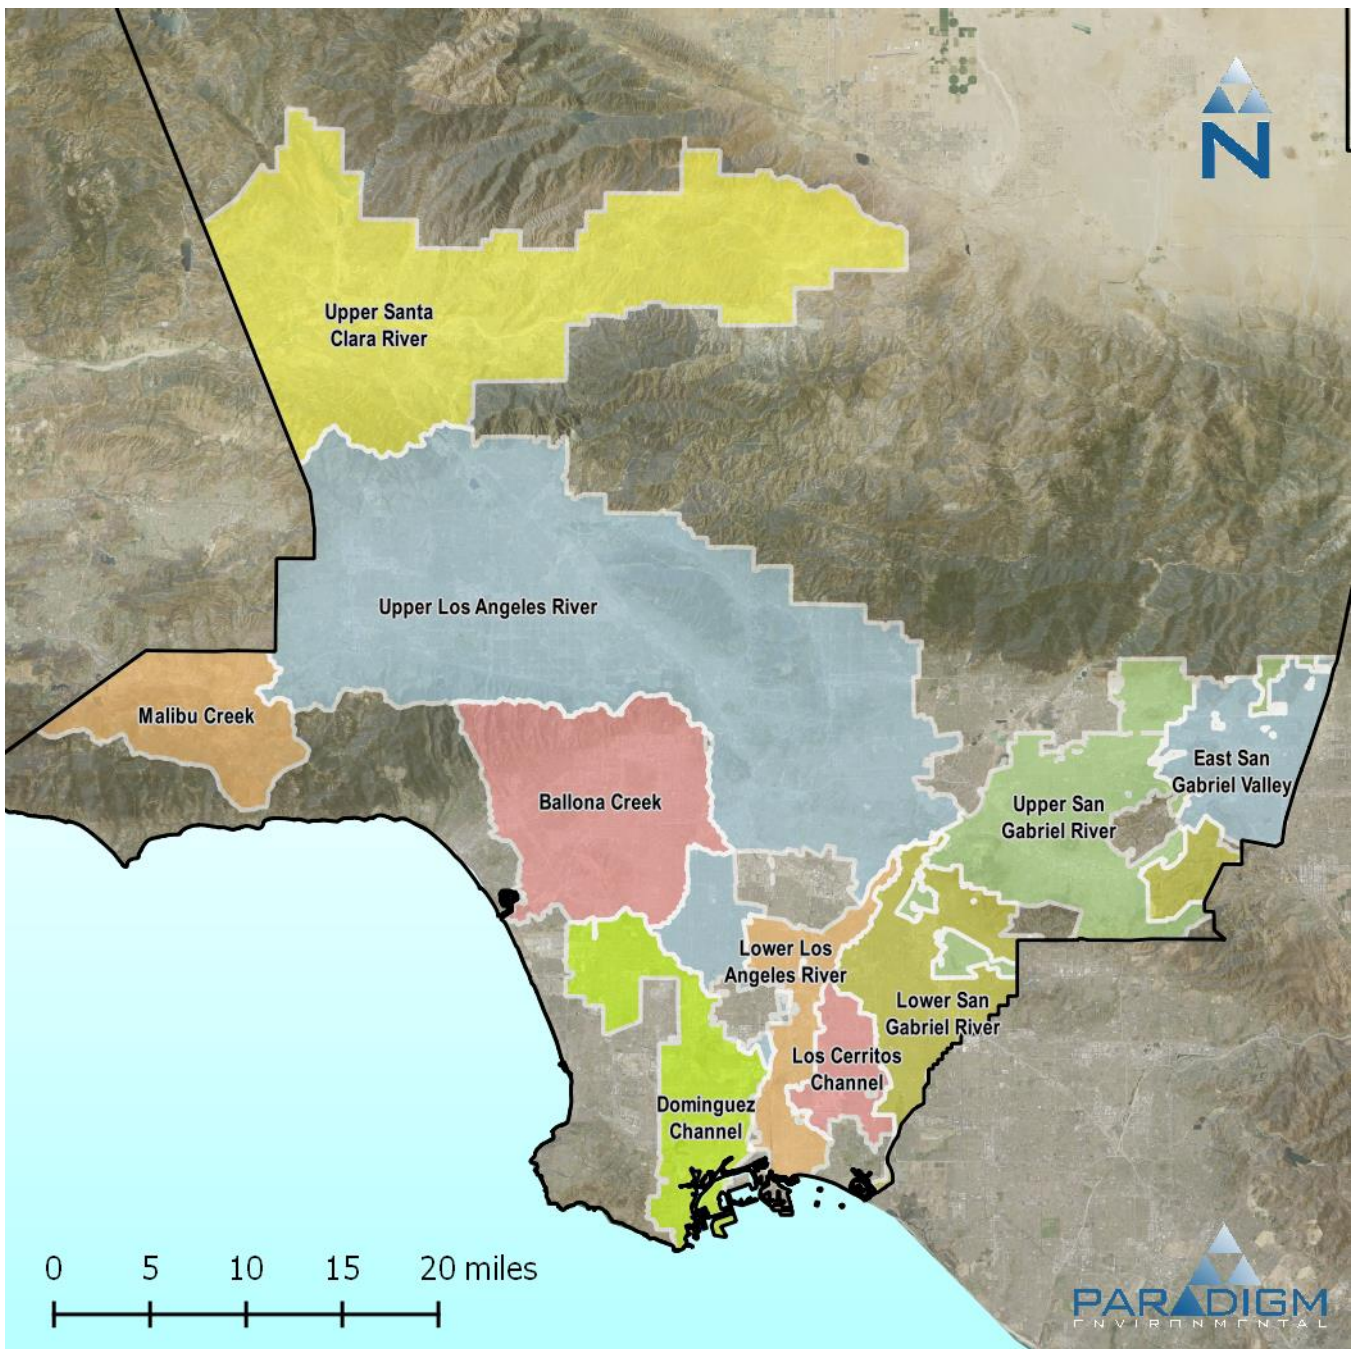 N
Upper Santa
Clara River
Upper Los Angeles River
Malibu Creek
East San
Gabriel Valley
Ballona Creek
Upper San
Gabriel River
Lower Los
Angeles River
Lower San
Gabriel River
Los Cerritos
Channel
Dominguez
Channel
0 5 10 15 20 miles
PARADIGM
ENVIRONMENTAL